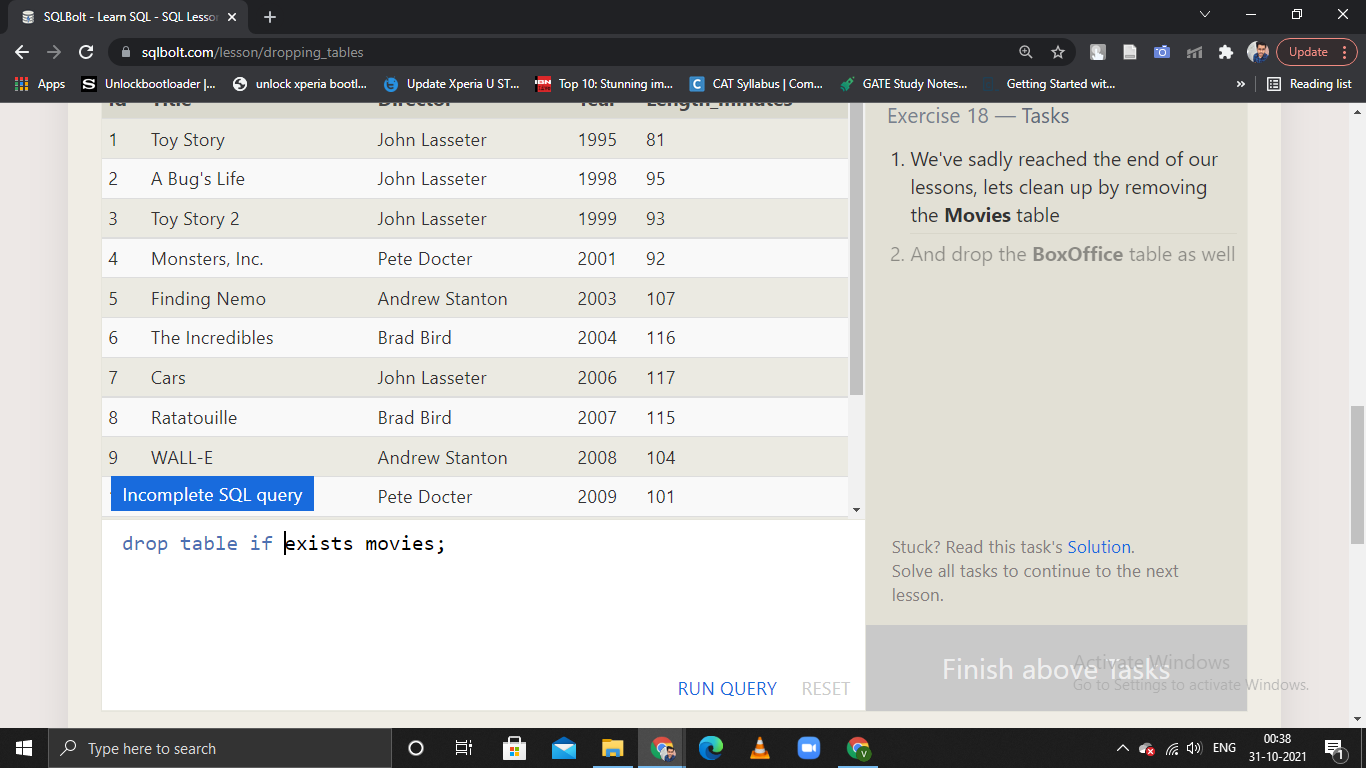 SQLBolt - Learn SQL - SQL Lesson
sqlbolt.com/lesson/dropping_tables
Update
Apps
Unlockbootloader |...
unlock xperia bootl...
Update Xperia U ST...
Top 10: Stunning im...
CAT Syllabus | Com...
GATE Study Notes...
Getting Started wit...
»
Reading list
Id Title Director Year Length_minutes
1 Toy Story John Lasseter 1995 81
2 A Bug's Life John Lasseter 1998 95
3 Toy Story 2 John Lasseter 1999 93
4 Monsters, Inc. Pete Docter 2001 92
5 Finding Nemo Andrew Stanton 2003 107
6 The Incredibles Brad Bird 2004 116
7 Cars John Lasseter 2006 117
8 Ratatouille Brad Bird 2007 115
9 WALL-E Andrew Stanton 2008 104
Pete Docter 2009 101
Incomplete SQL query
drop table if exists movies;
RUN QUERY RESET
Exercise 18 — Tasks
1. We've sadly reached the end of our
lessons, lets clean up by removing
the Movies table
2. And drop the BoxOffice table as well
Stuck? Read this task's Solution.
Solve all tasks to continue to the next
lesson.
Finish above Tasks
Activate Windows
Go to Settings to activate Windows.
Type here to search
ENG
00:38
31-10-2021
1